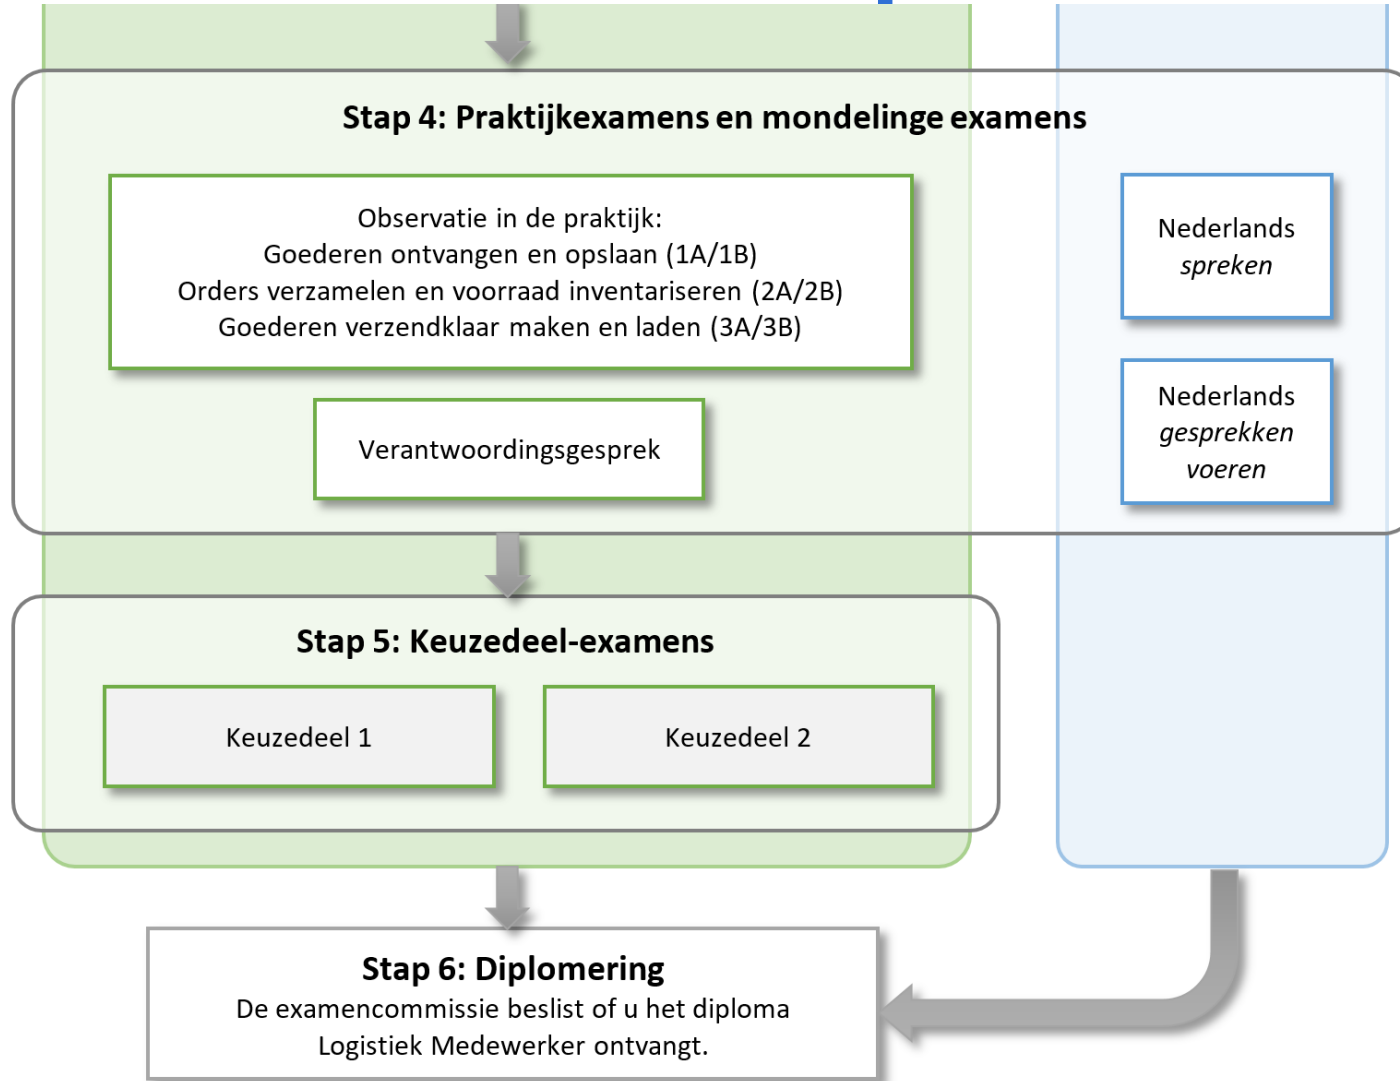 Stap 4: Praktijkexamens en mondelinge examens
Observatie in de praktijk:
Goederen ontvangen en opslaan (1A/1B)
Orders verzamelen en voorraad inventariseren (2A/2B)
Goederen verzendklaar maken en laden (3A/3B)
Verantwoordingsgesprek
Nederlands
spreken
Nederlands
gesprekken
voeren
Stap 5: Keuzedeel-examens
Keuzedeel 1
Keuzedeel 2
Stap 6: Diplomering
De examencommissie beslist of u het diploma
Logistiek Medewerker ontvangt.